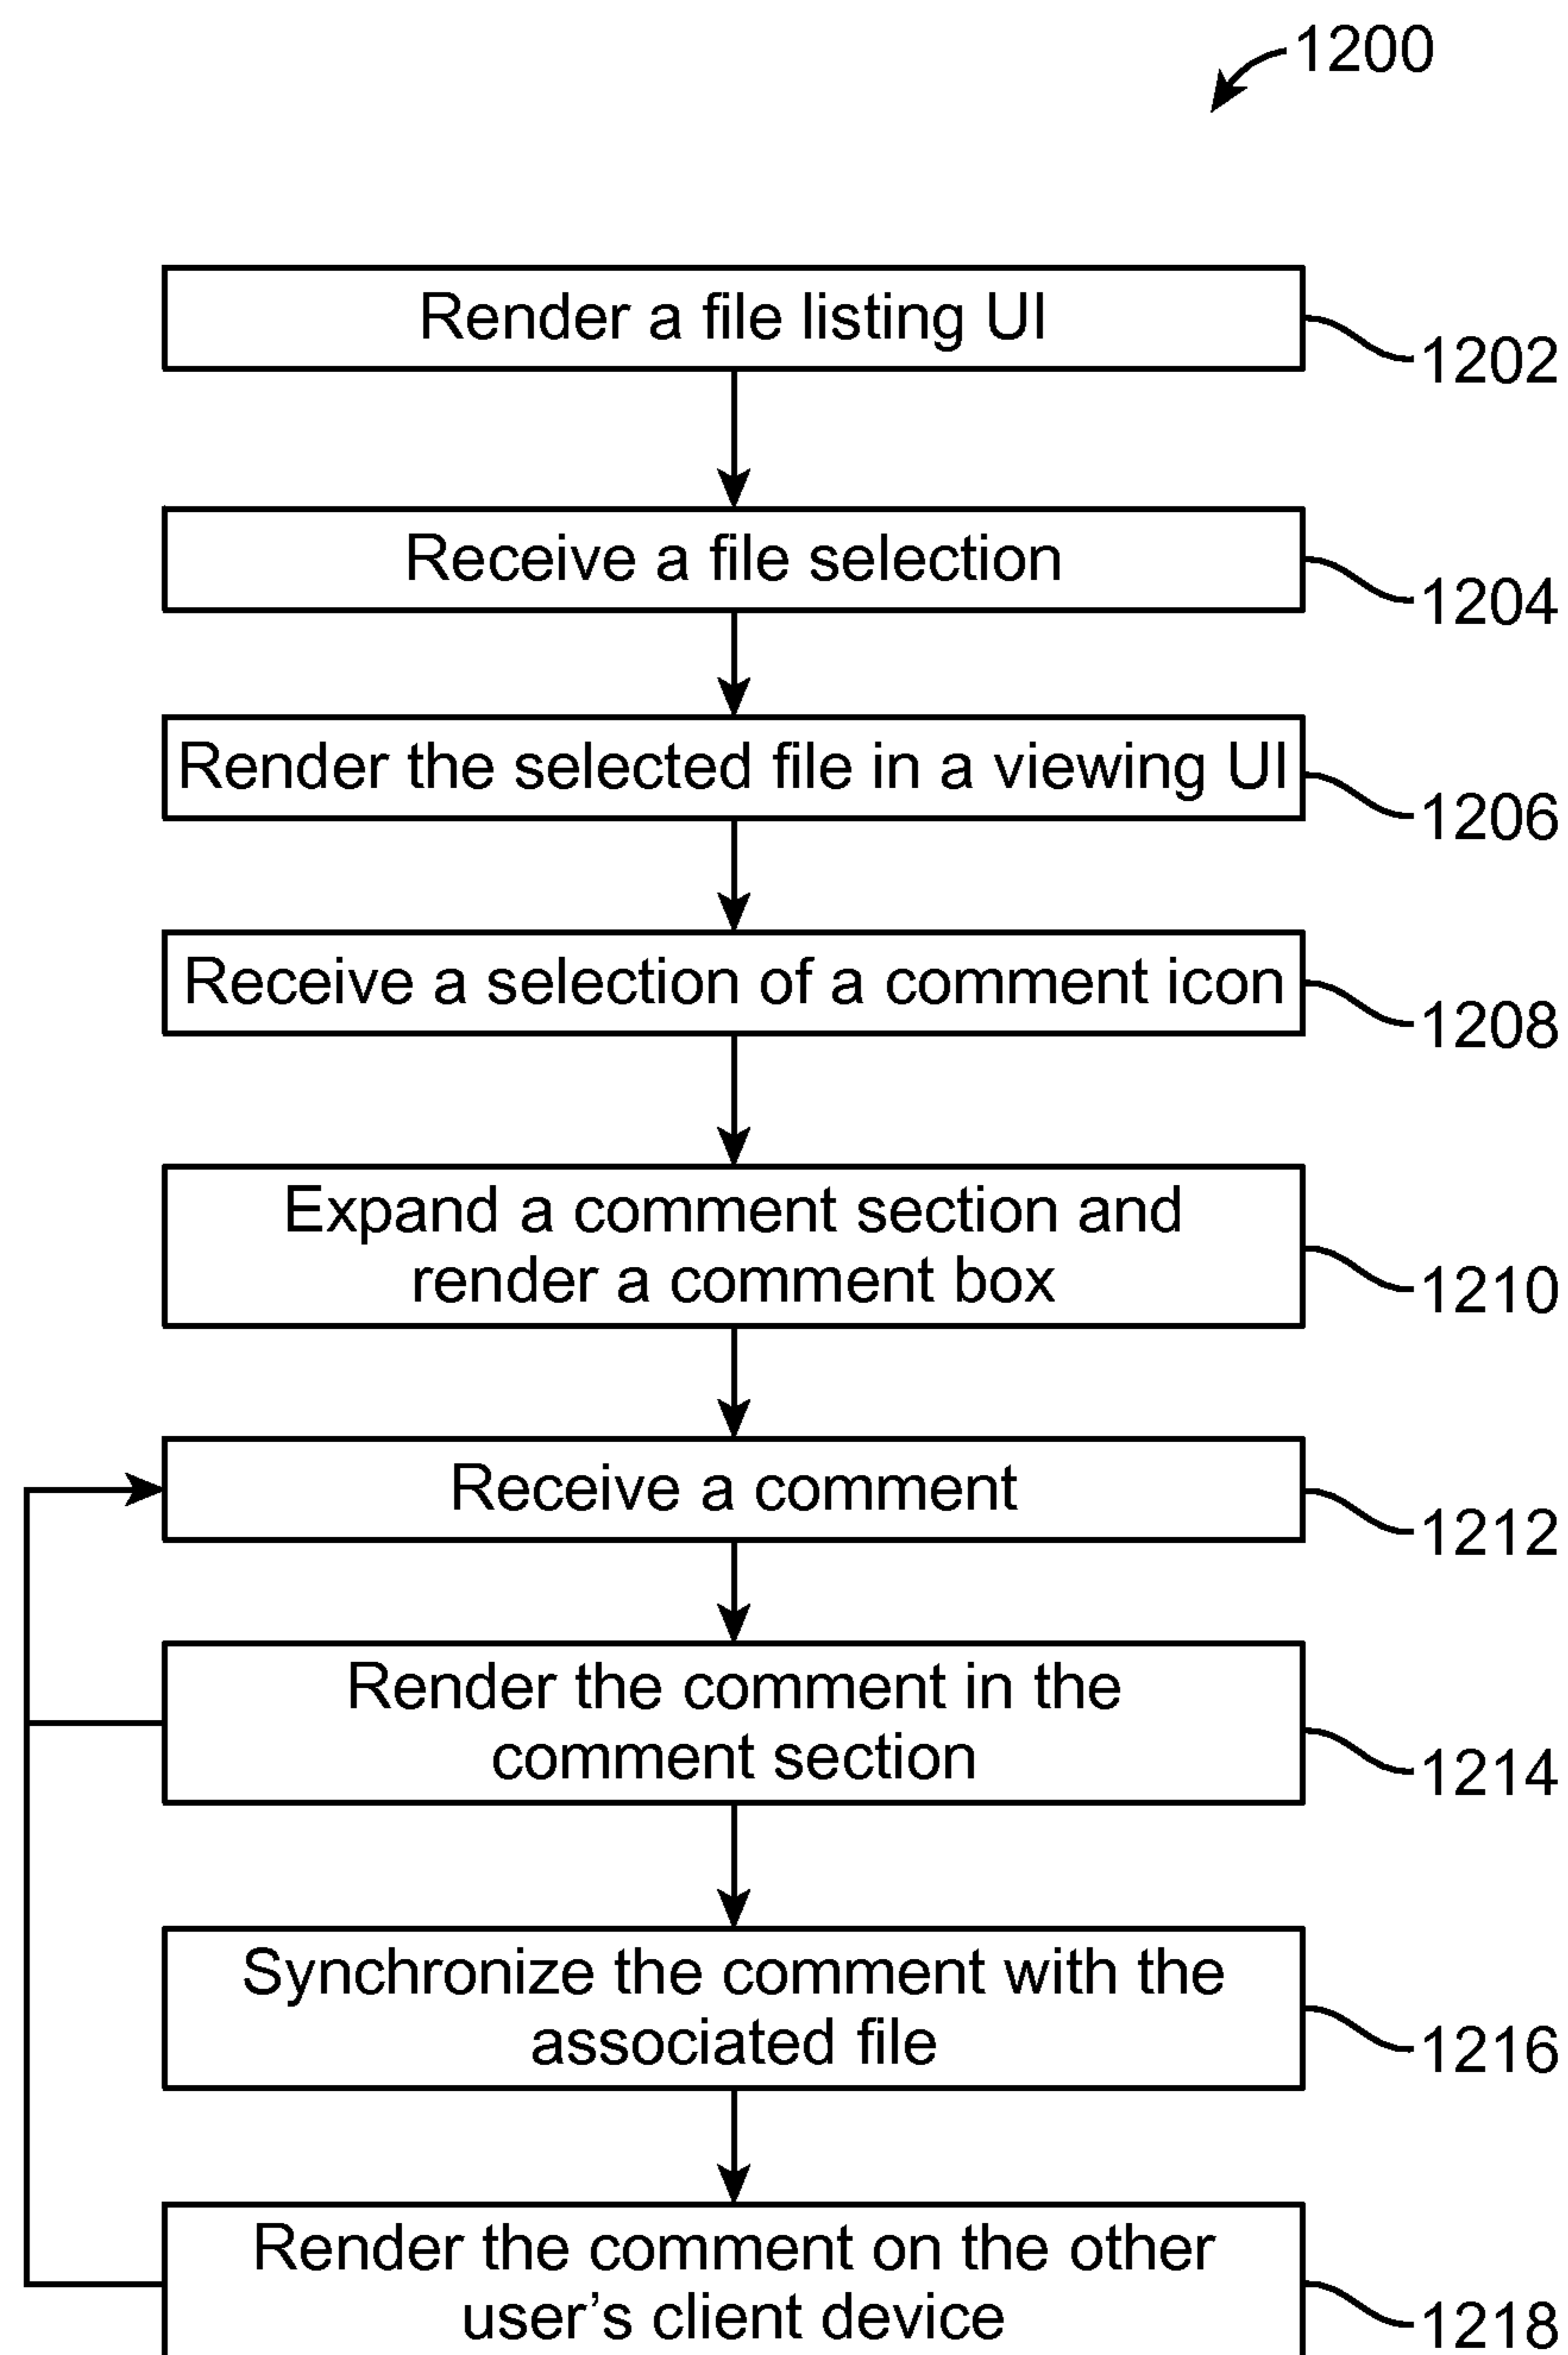 1200
Render a file listing UI
1202
Receive a file selection
1204
Render the selected file in a viewing UI
1206
Receive a selection of a comment icon
1208
Expand a comment section and
render a comment box
1210
Receive a comment
1212
Render the comment in the
comment section
1214
Synchronize the comment with the
associated file
1216
Render the comment on the other
user’s client device
1218